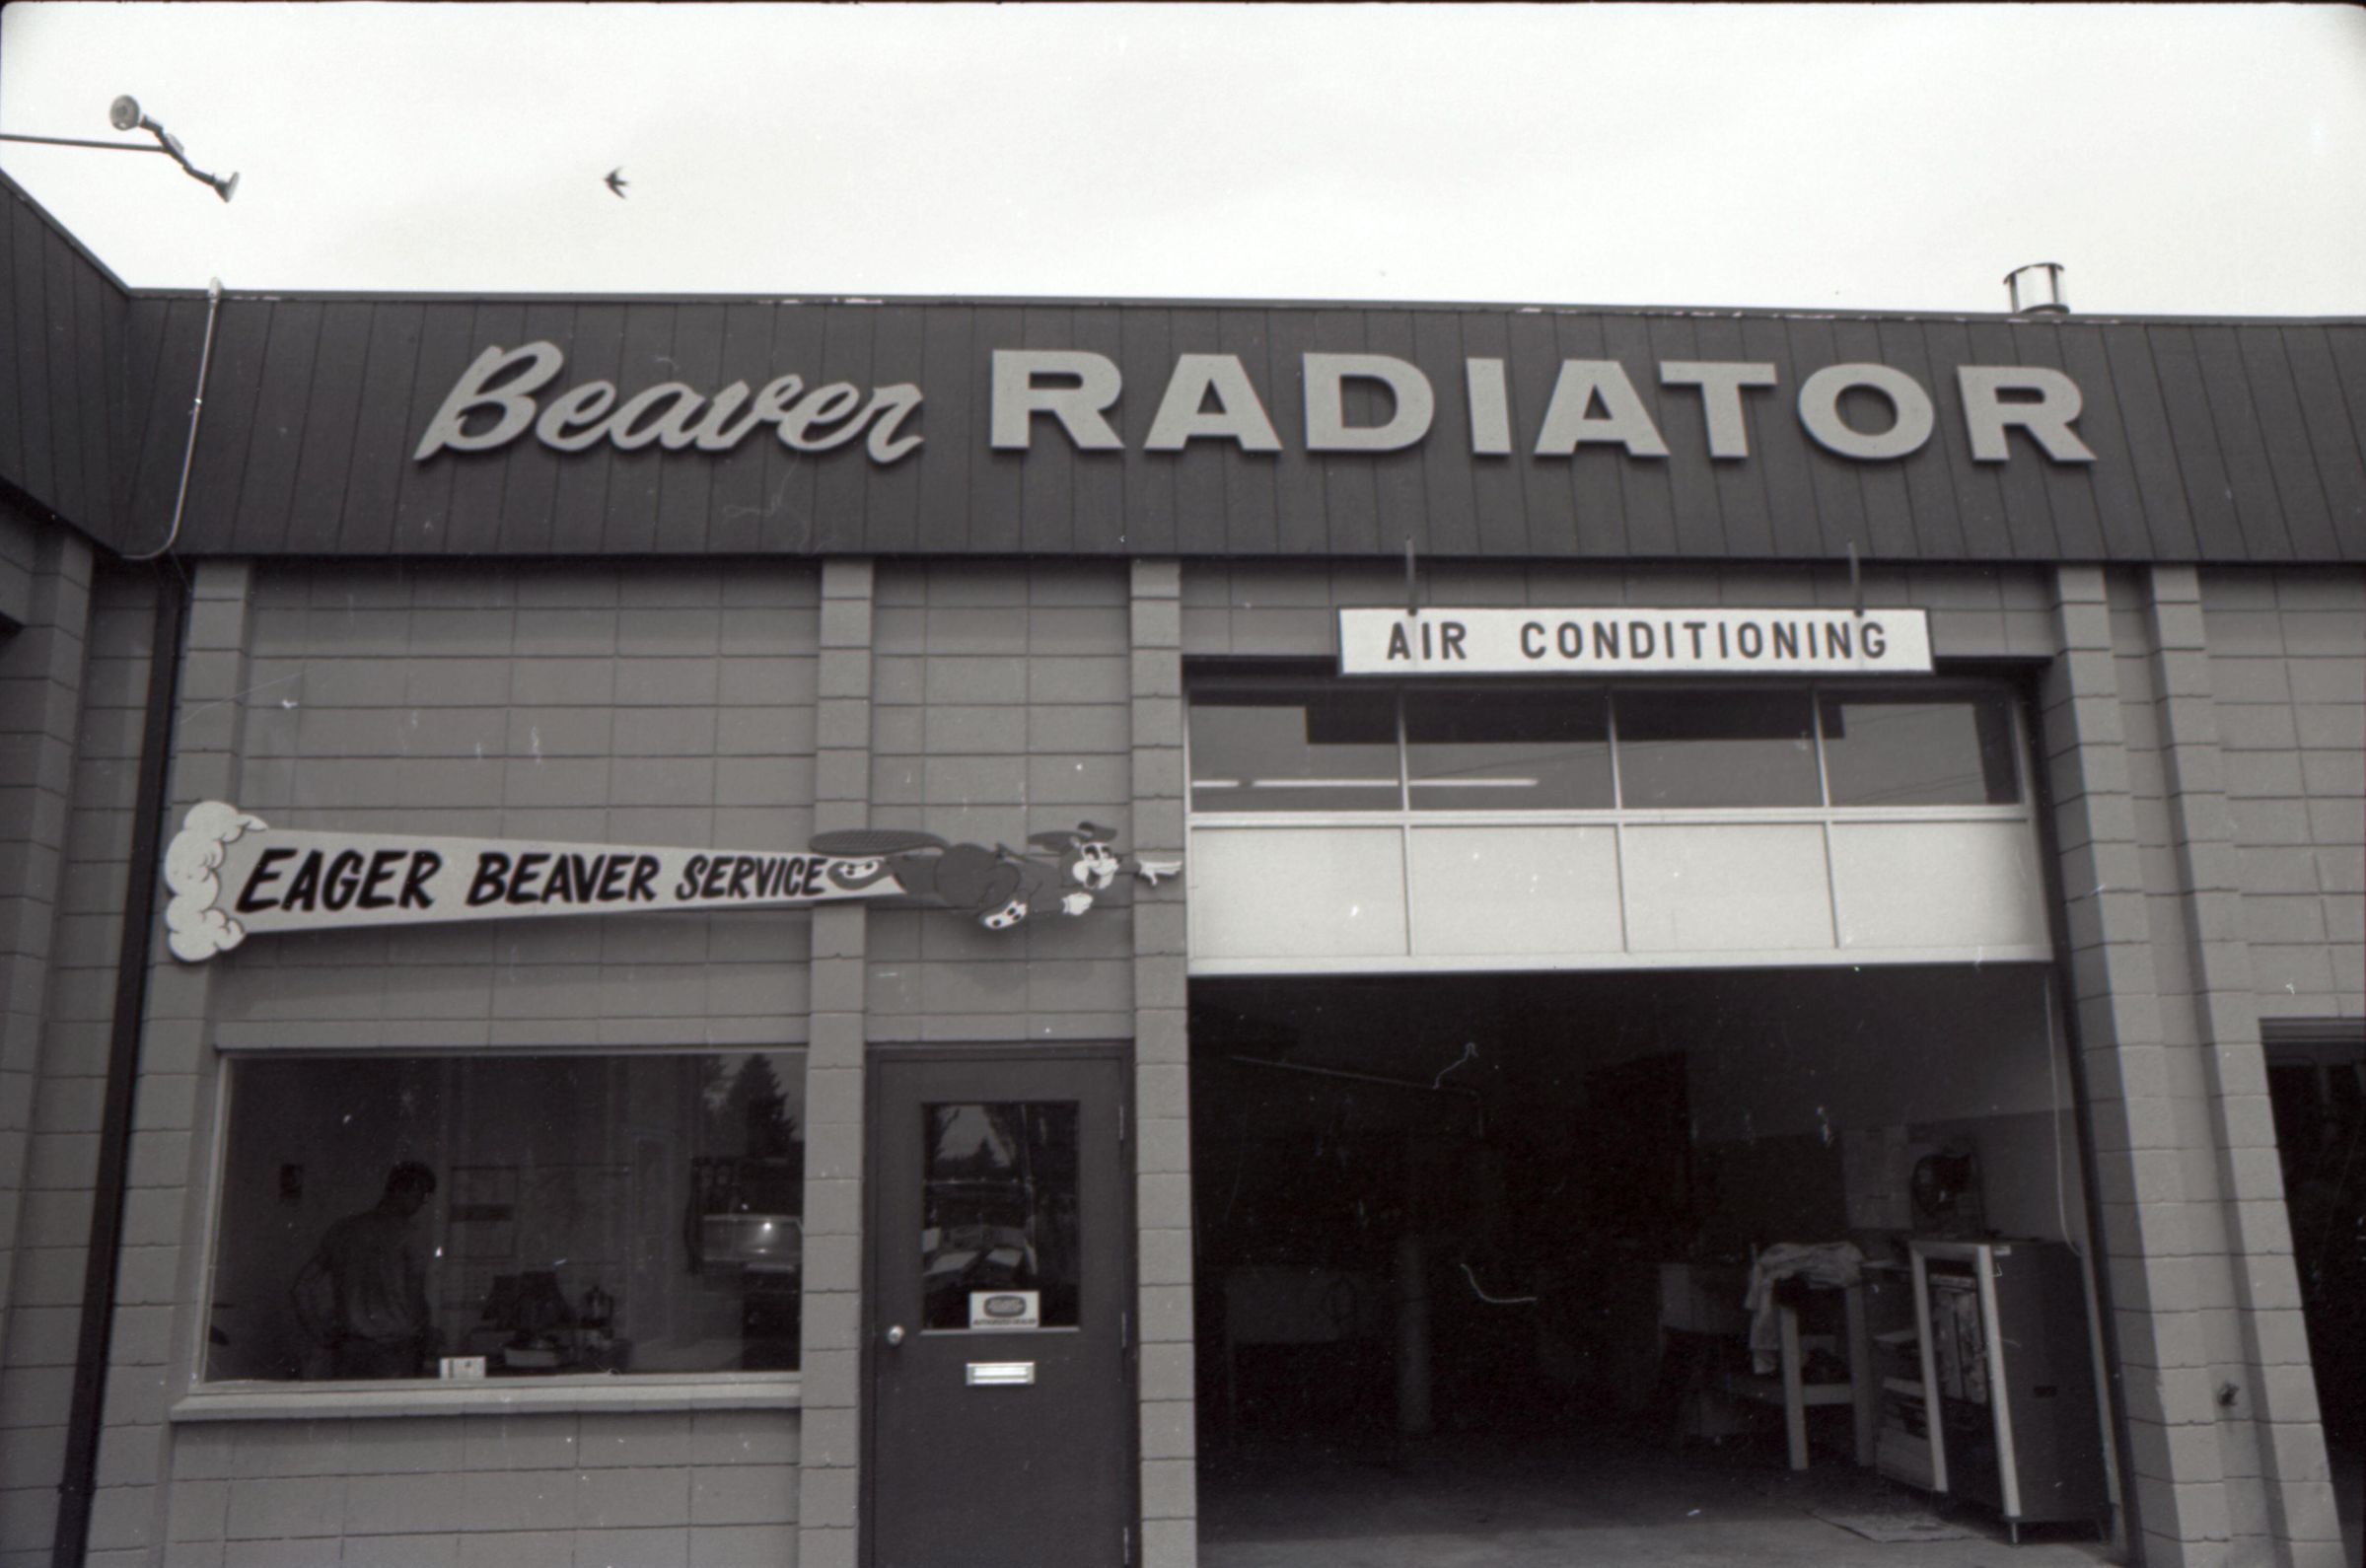 Beaver RADIATOR
AIR CONDITIONING
EAGER BEAVER SERVICE